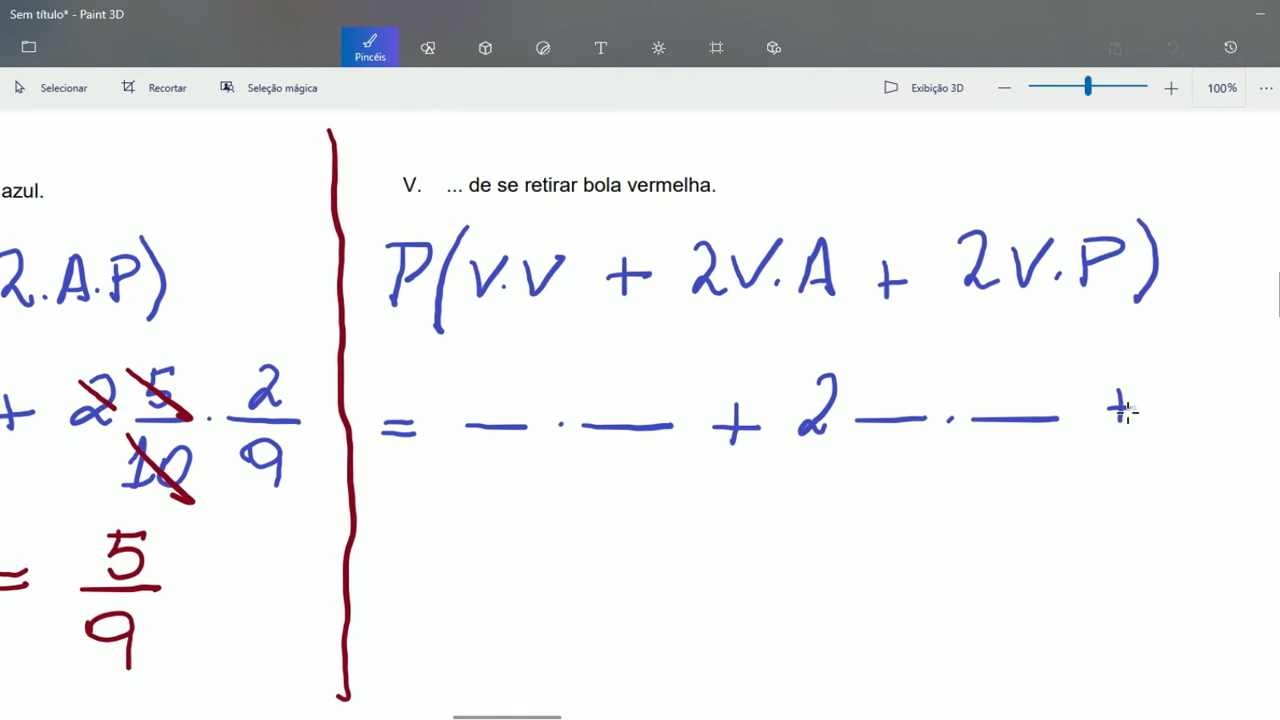 Sem título* - Paint 3D
Pincéis
Selecionar Recortar Seleção mágica Exibição 3D 100%
azul.
2.A.P)
+ 2 5/10 . 2/9
= 5/9
V. ... de se retirar bola vermelha.
P(V.V + 2V.A + 2V.P)
= — . — + 2 — . — +